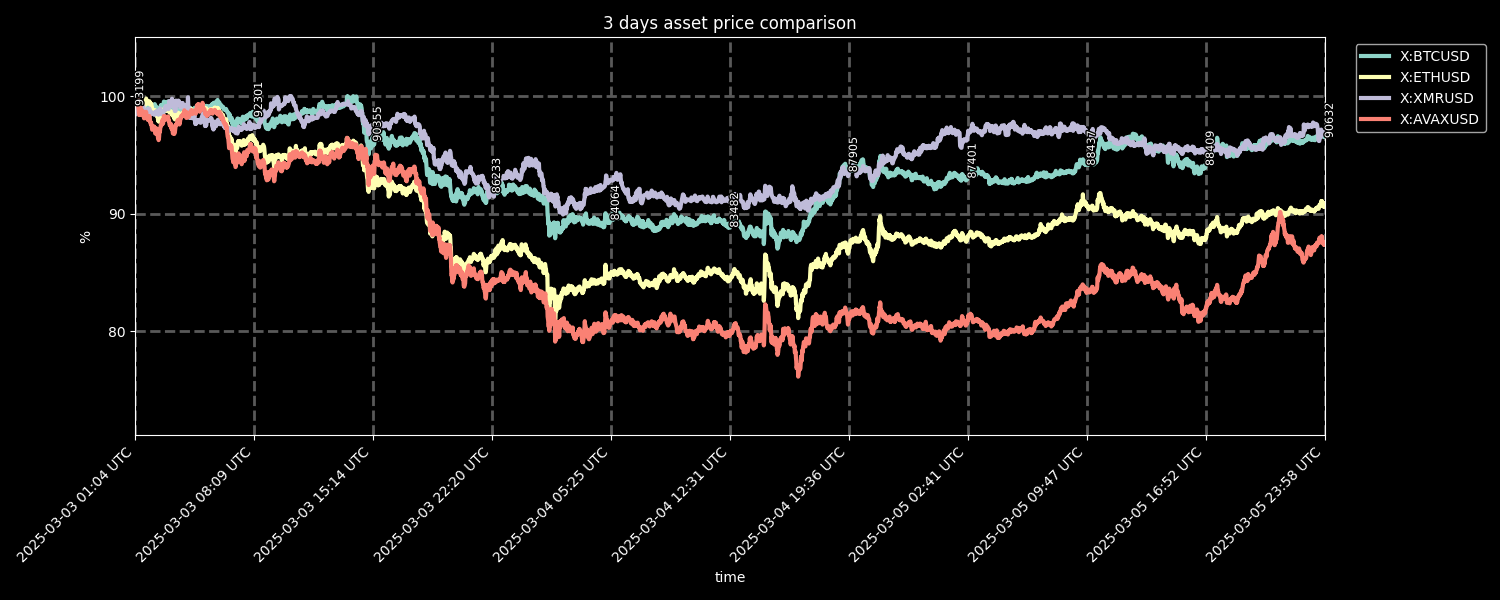 3 days asset price comparison
X:BTCUSD
X:ETHUSD
X:XMRUSD
X:AVAXUSD
100
90
80
%
93199
92301
90355
86233
84064
83482
87905
87401
88437
88409
90632
2025-03-03 01:04 UTC
2025-03-03 08:09 UTC
2025-03-03 15:14 UTC
2025-03-03 22:20 UTC
2025-03-04 05:25 UTC
2025-03-04 12:31 UTC
2025-03-04 19:36 UTC
2025-03-05 02:41 UTC
2025-03-05 09:47 UTC
2025-03-05 16:52 UTC
2025-03-05 23:58 UTC
time